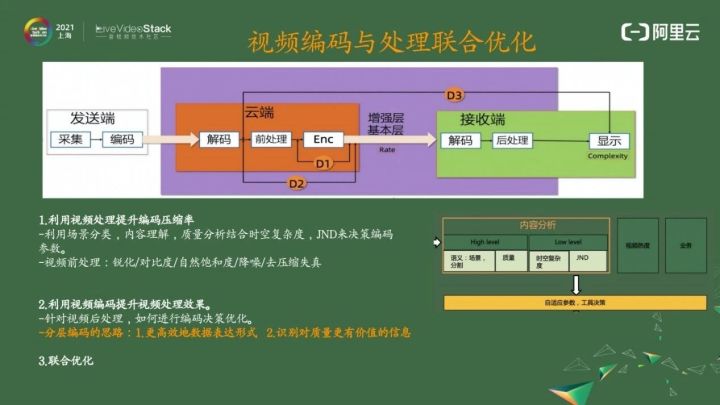 2021
上海
LiveVideoStack
音视频技术社区
阿里云
视频编码与处理联合优化
D3
发送端
云端
增强层
基本层
接收端
采集
编码
解码
前处理
Enc
Rate
解码
后处理
显示
Complexity
D1
D2
1.利用视频处理提升编码压缩率
-利用场景分类，内容理解，质量分析结合时空复杂度，JND来决策编码
参数。
-视频前处理：锐化/对比度/自然饱和度/降噪/去压缩失真
2.利用视频编码提升视频处理效果。
-针对视频后处理，如何进行编码决策优化。
-分层编码的思路：1.更高效地数据表达形式 2.识别对质量更有价值的信息
3.联合优化
内容分析
High level
Low level
语义：场景，
分割
质量
时空复杂
度
JND
视频热度
业务
自适应参数，工具决策